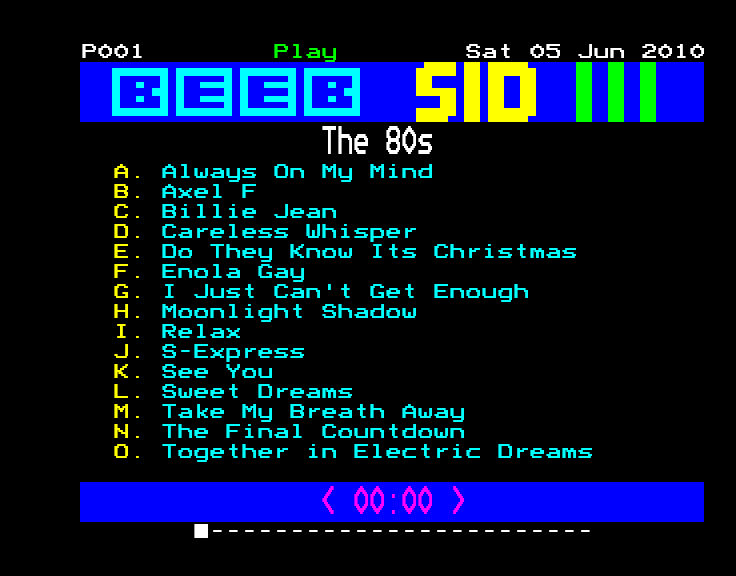 P001 Play Sat 05 Jun 2010
BEEB SID
The 80s
A. Always On My Mind
B. Axel F
C. Billie Jean
D. Careless Whisper
E. Do They Know Its Christmas
F. Enola Gay
G. I Just Can't Get Enough
H. Moonlight Shadow
I. Relax
J. S-Express
K. See You
L. Sweet Dreams
M. Take My Breath Away
N. The Final Countdown
O. Together in Electric Dreams
< 00:00 >